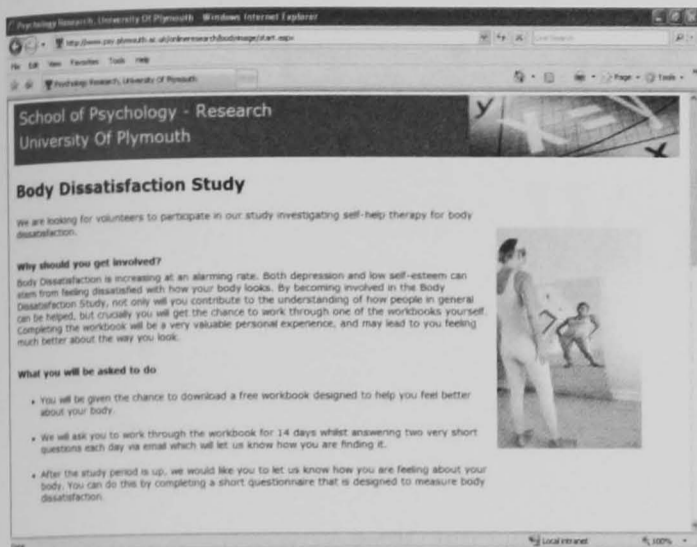 Psychology Research, University Of Plymouth - Windows Internet Explorer
File Edit View Favorites Tools Help
Psychology Research, University Of Plymouth
Page Tools
School of Psychology - Research
University Of Plymouth
y
x =
Body Dissatisfaction Study
We are looking for volunteers to participate in our study investigating self-help therapy for body
dissatisfaction.
Why should you get involved?
Body Dissatisfaction is increasing at an alarming rate. Both depression and low self-esteem can
stem from feeling dissatisfied with how your body looks. By becoming involved in the Body
Dissatisfaction Study, not only will you contribute to the understanding of how people in general
can be helped, but crucially you will get the chance to work through one of the workbooks yourself.
Completing the workbook will be a very valuable personal experience, and may lead to you feeling
much better about the way you look.
What you will be asked to do
• You will be given the chance to download a free workbook designed to help you feel better
about your body.
• We will ask you to work through the workbook for 14 days whilst answering two very short
questions each day via email which will let us know how you are finding it.
• After the study period is up, we would like you to let us know how you are feeling about your
body. You can do this by completing a short questionnaire that is designed to measure body
dissatisfaction.
Local intranet
100%